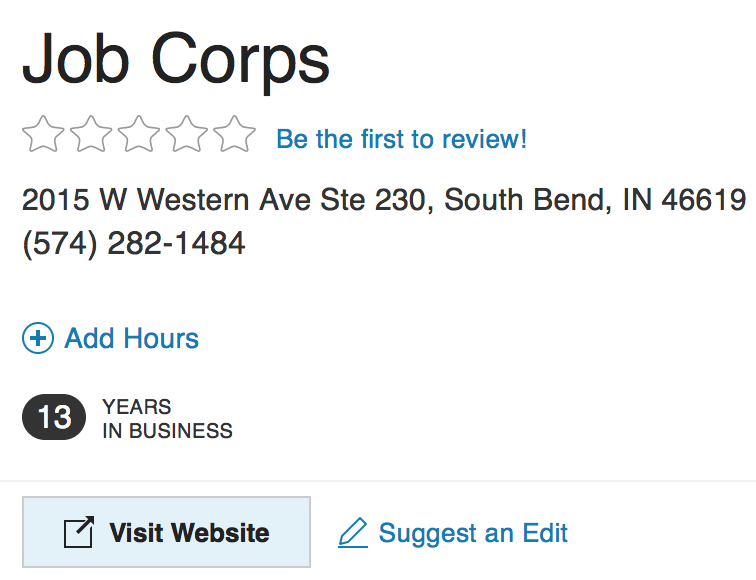 Job Corps
Be the first to review!
2015 W Western Ave Ste 230, South Bend, IN 46619
(574) 282-1484
Add Hours
13 YEARS
IN BUSINESS
Visit Website Suggest an Edit